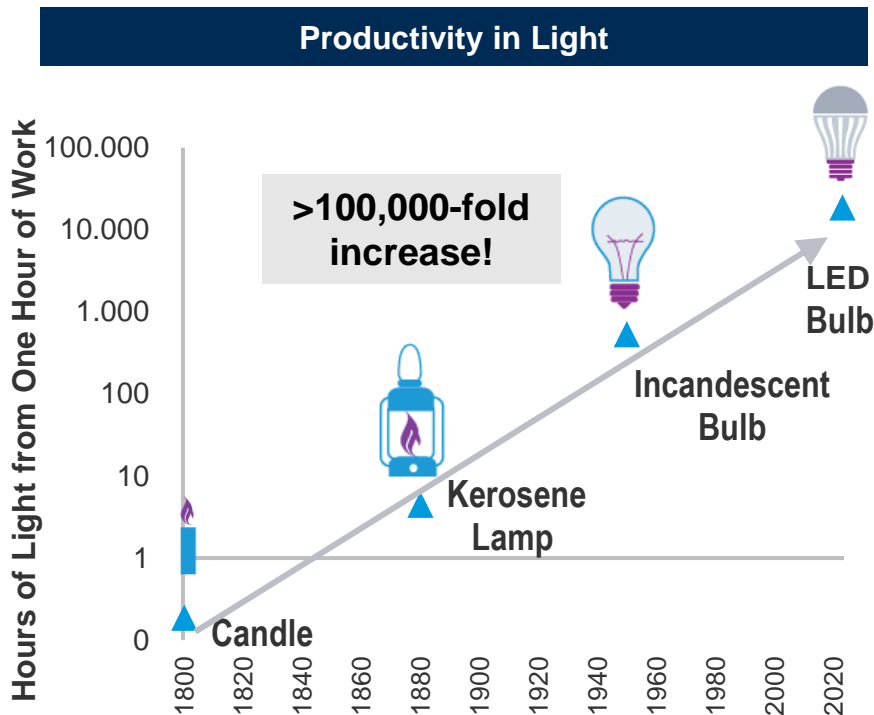 Productivity in Light
Hours of Light from One Hour of Work
100.000
10.000
1.000
100
10
1
0
>100,000-fold
increase!
LED
Bulb
Incandescent
Bulb
Kerosene
Lamp
Candle
1800
1820
1840
1860
1880
1900
1920
1940
1960
1980
2000
2020